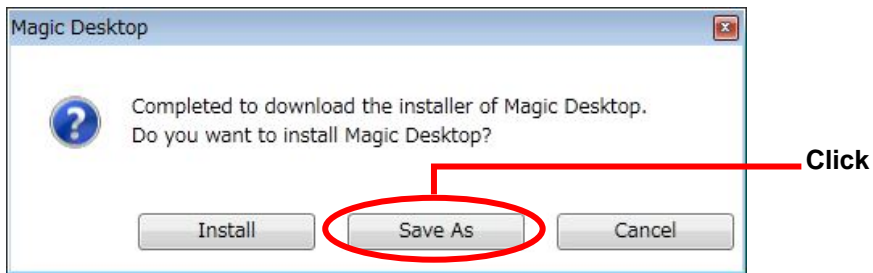 Magic Desktop
Completed to download the installer of Magic Desktop.
Do you want to install Magic Desktop?
Click
Install Save As Cancel